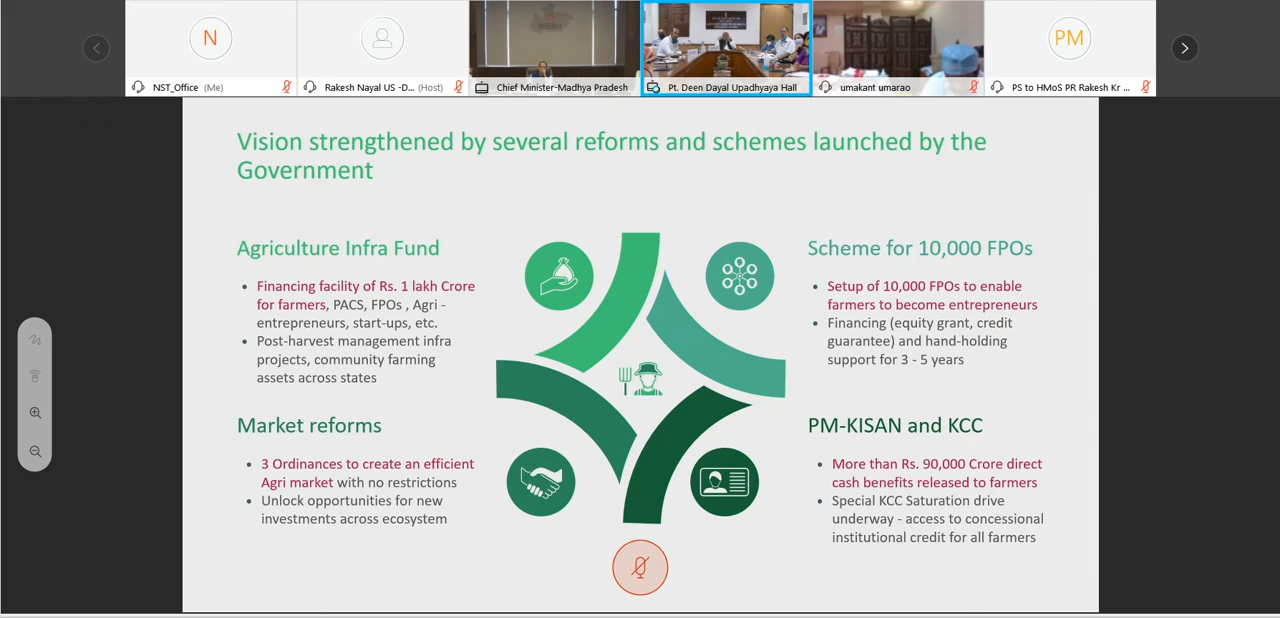 N
PM
NST_Office (Me)
Rakesh Nayal US -D... (Host)
Chief Minister-Madhya Pradesh
Pt. Deen Dayal Upadhyaya Hall
umakant umarao
PS to HMoS PR Rakesh Kr ...
Vision strengthened by several reforms and schemes launched by the
Government
Agriculture Infra Fund
• Financing facility of Rs. 1 lakh Crore
for farmers, PACS, FPOs , Agri -
entrepreneurs, start-ups, etc.
• Post-harvest management infra
projects, community farming
assets across states
Scheme for 10,000 FPOs
• Setup of 10,000 FPOs to enable
farmers to become entrepreneurs
• Financing (equity grant, credit
guarantee) and hand-holding
support for 3 - 5 years
Market reforms
• 3 Ordinances to create an efficient
Agri market with no restrictions
• Unlock opportunities for new
investments across ecosystem
PM-KISAN and KCC
• More than Rs. 90,000 Crore direct
cash benefits released to farmers
• Special KCC Saturation drive
underway - access to concessional
institutional credit for all farmers